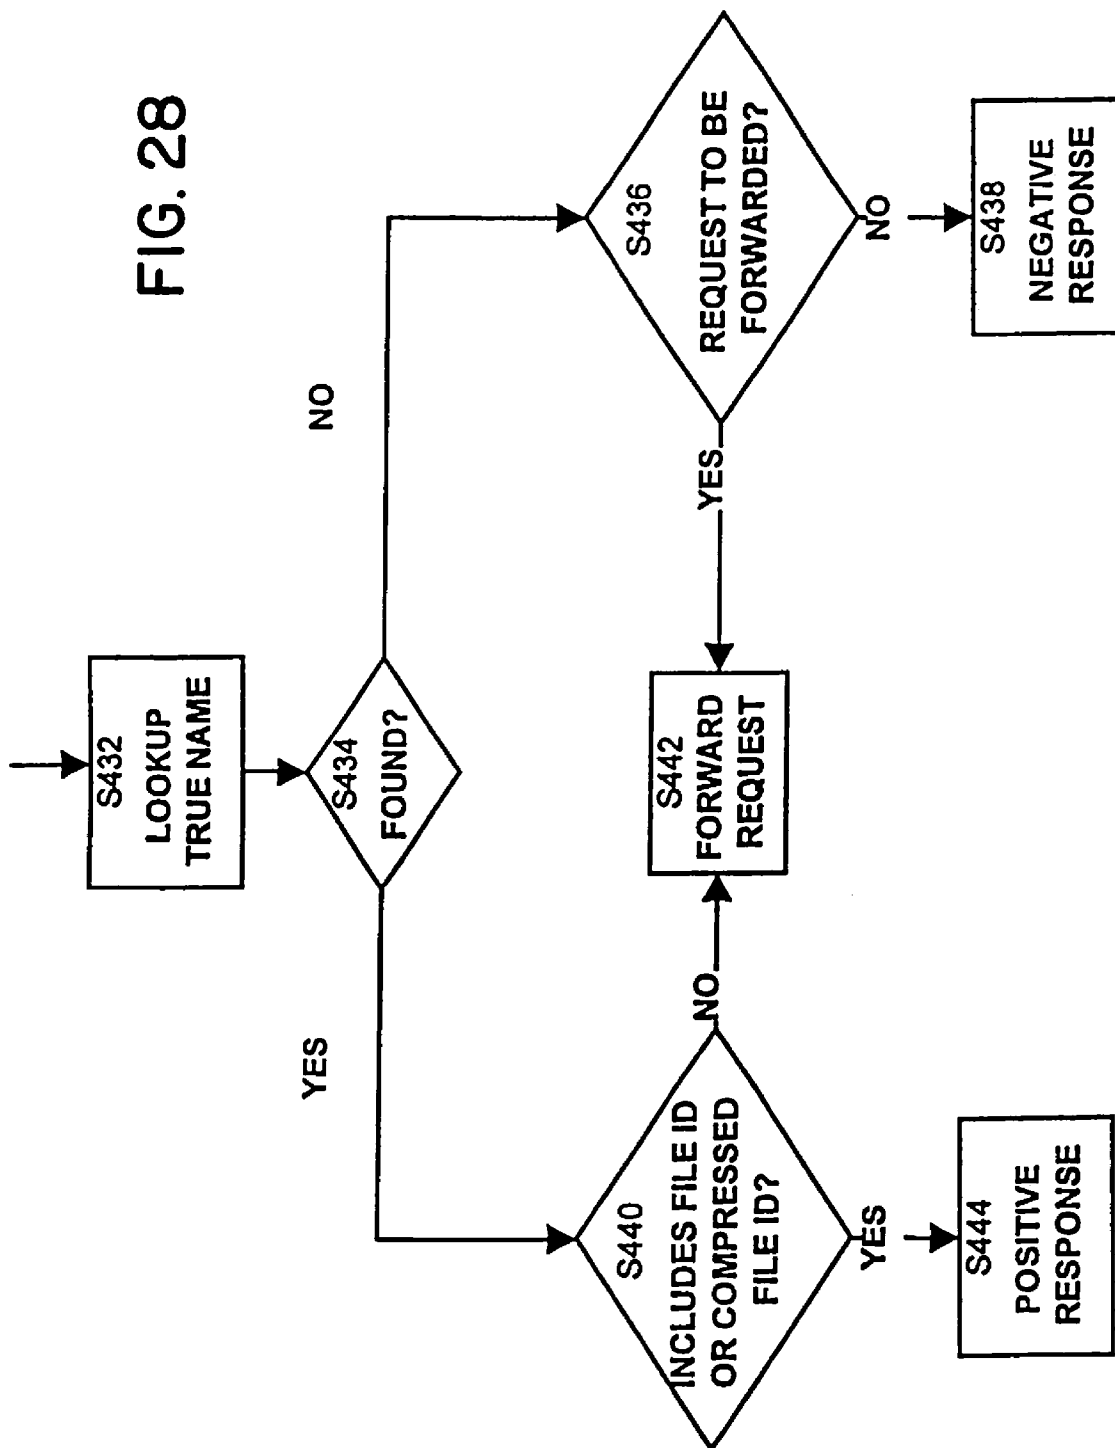 FIG. 28
S432
LOOKUP
TRUE NAME
S434
FOUND?
YES
NO
S440
INCLUDES FILE ID
OR COMPRESSED
FILE ID?
NO
YES
S442
FORWARD
REQUEST
S436
REQUEST TO BE
FORWARDED?
YES
NO
S444
POSITIVE
RESPONSE
S438
NEGATIVE
RESPONSE